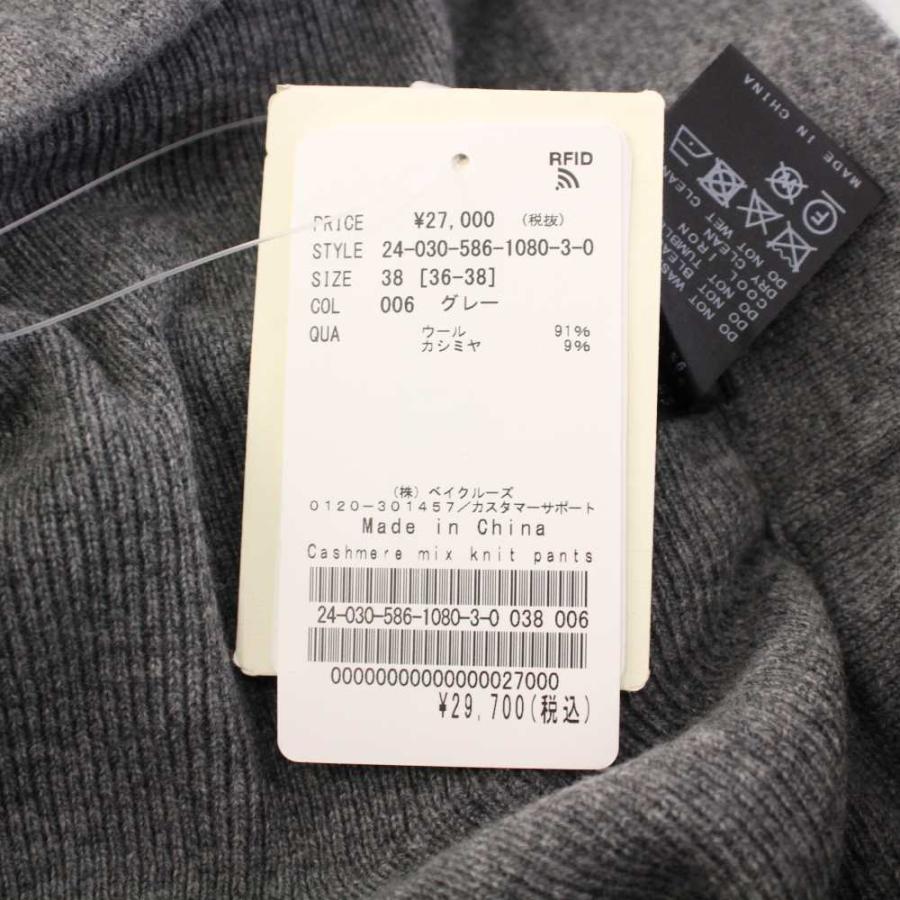 RFID
PRICE ¥27,000 (税抜)
STYLE 24-030-586-1080-3-0
SIZE 38 [36-38]
COL 006 グレー
QUA ウール 91%
カシミヤ 9%
(株) ベイクルーズ
0120-301457/カスタマーサポート
Made in China
Cashmere mix knit pants
24-030-586-1080-3-0 038 006
00000000000000027000
¥29,700(税込)
MADE IN CHINA
F
DO NOT WASH
DO NOT BLEACH
DO NOT TUMBLE
COOL IRON
DRY CLEAN
DO NOT WET CLEAN